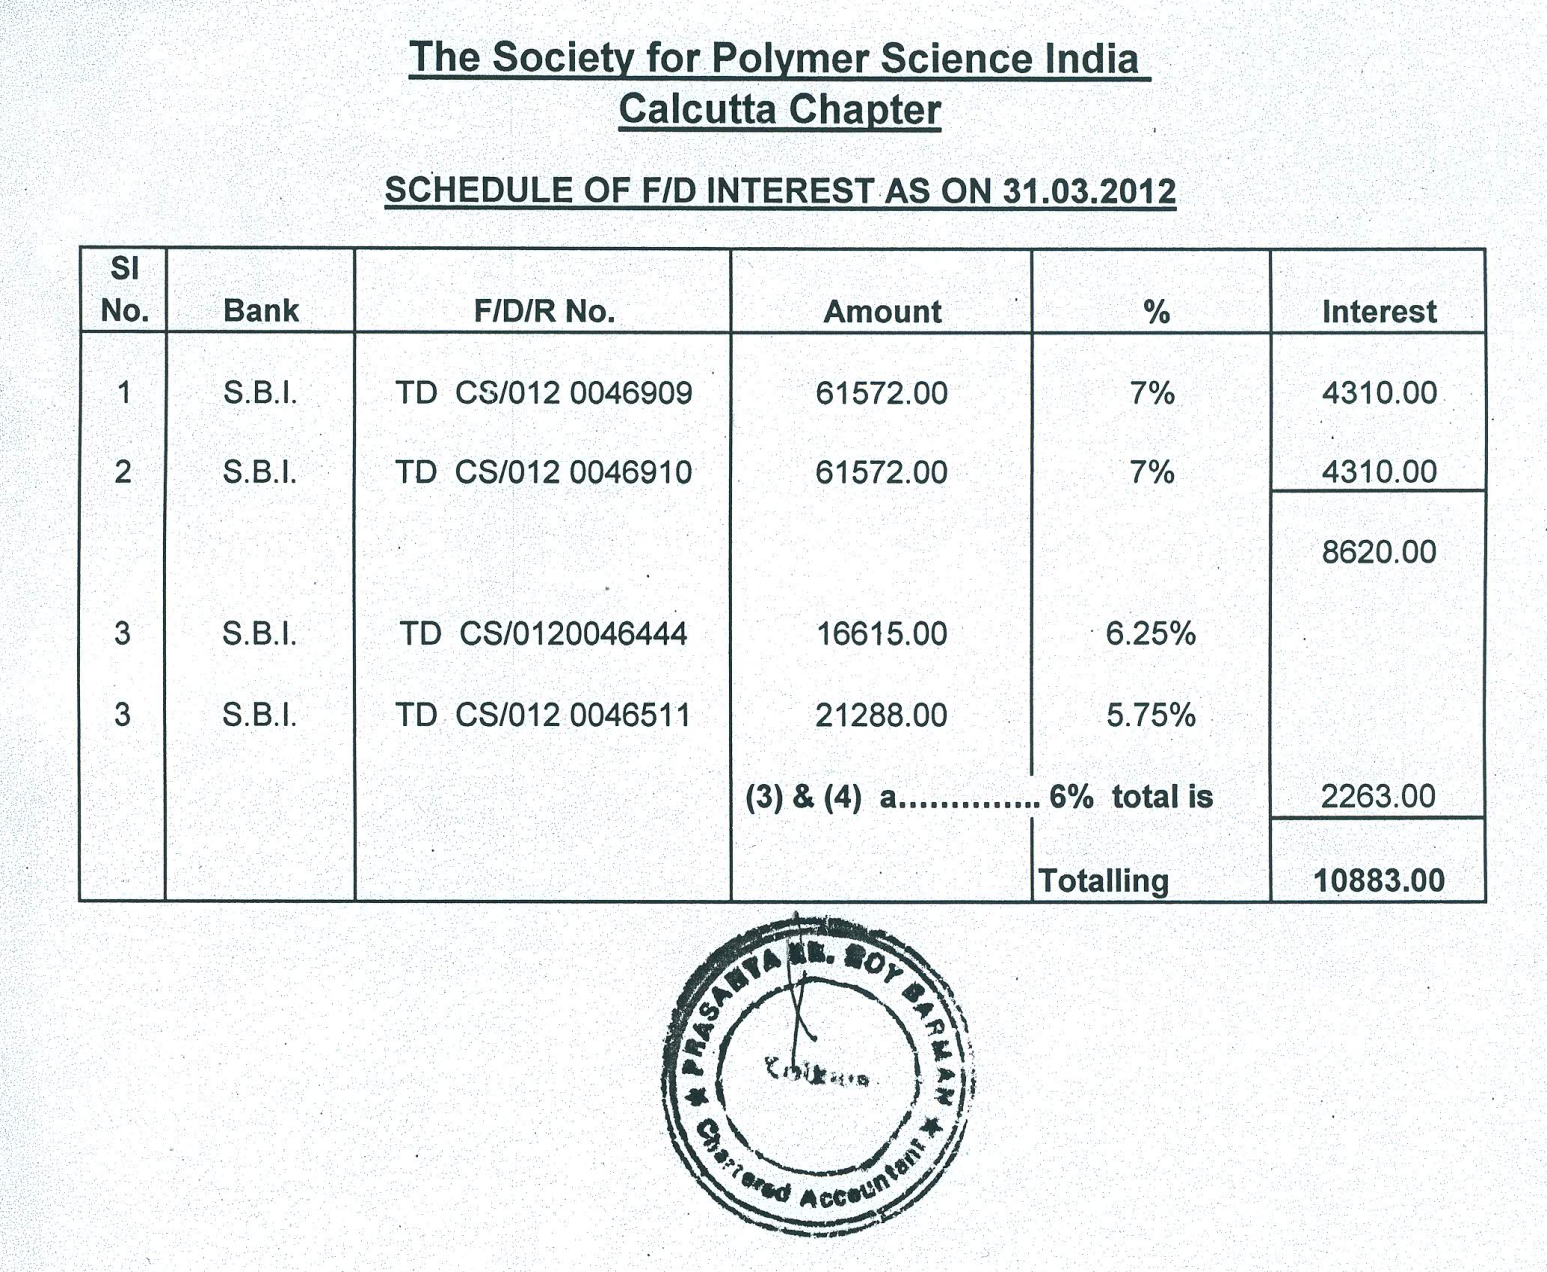 The Society for Polymer Science India
Calcutta Chapter
SCHEDULE OF F/D INTEREST AS ON 31.03.2012
Sl No. Bank F/D/R No. Amount % Interest
1 S.B.I. TD CS/012 0046909 61572.00 7% 4310.00
2 S.B.I. TD CS/012 0046910 61572.00 7% 4310.00
8620.00
3 S.B.I. TD CS/0120046444 16615.00 6.25%
3 S.B.I. TD CS/012 0046511 21288.00 5.75%
(3) & (4) a.............. 6% total is 2263.00
Totalling 10883.00
PRASANTA KR. ROY BARMAN
Kolkata
Chartered Accountant